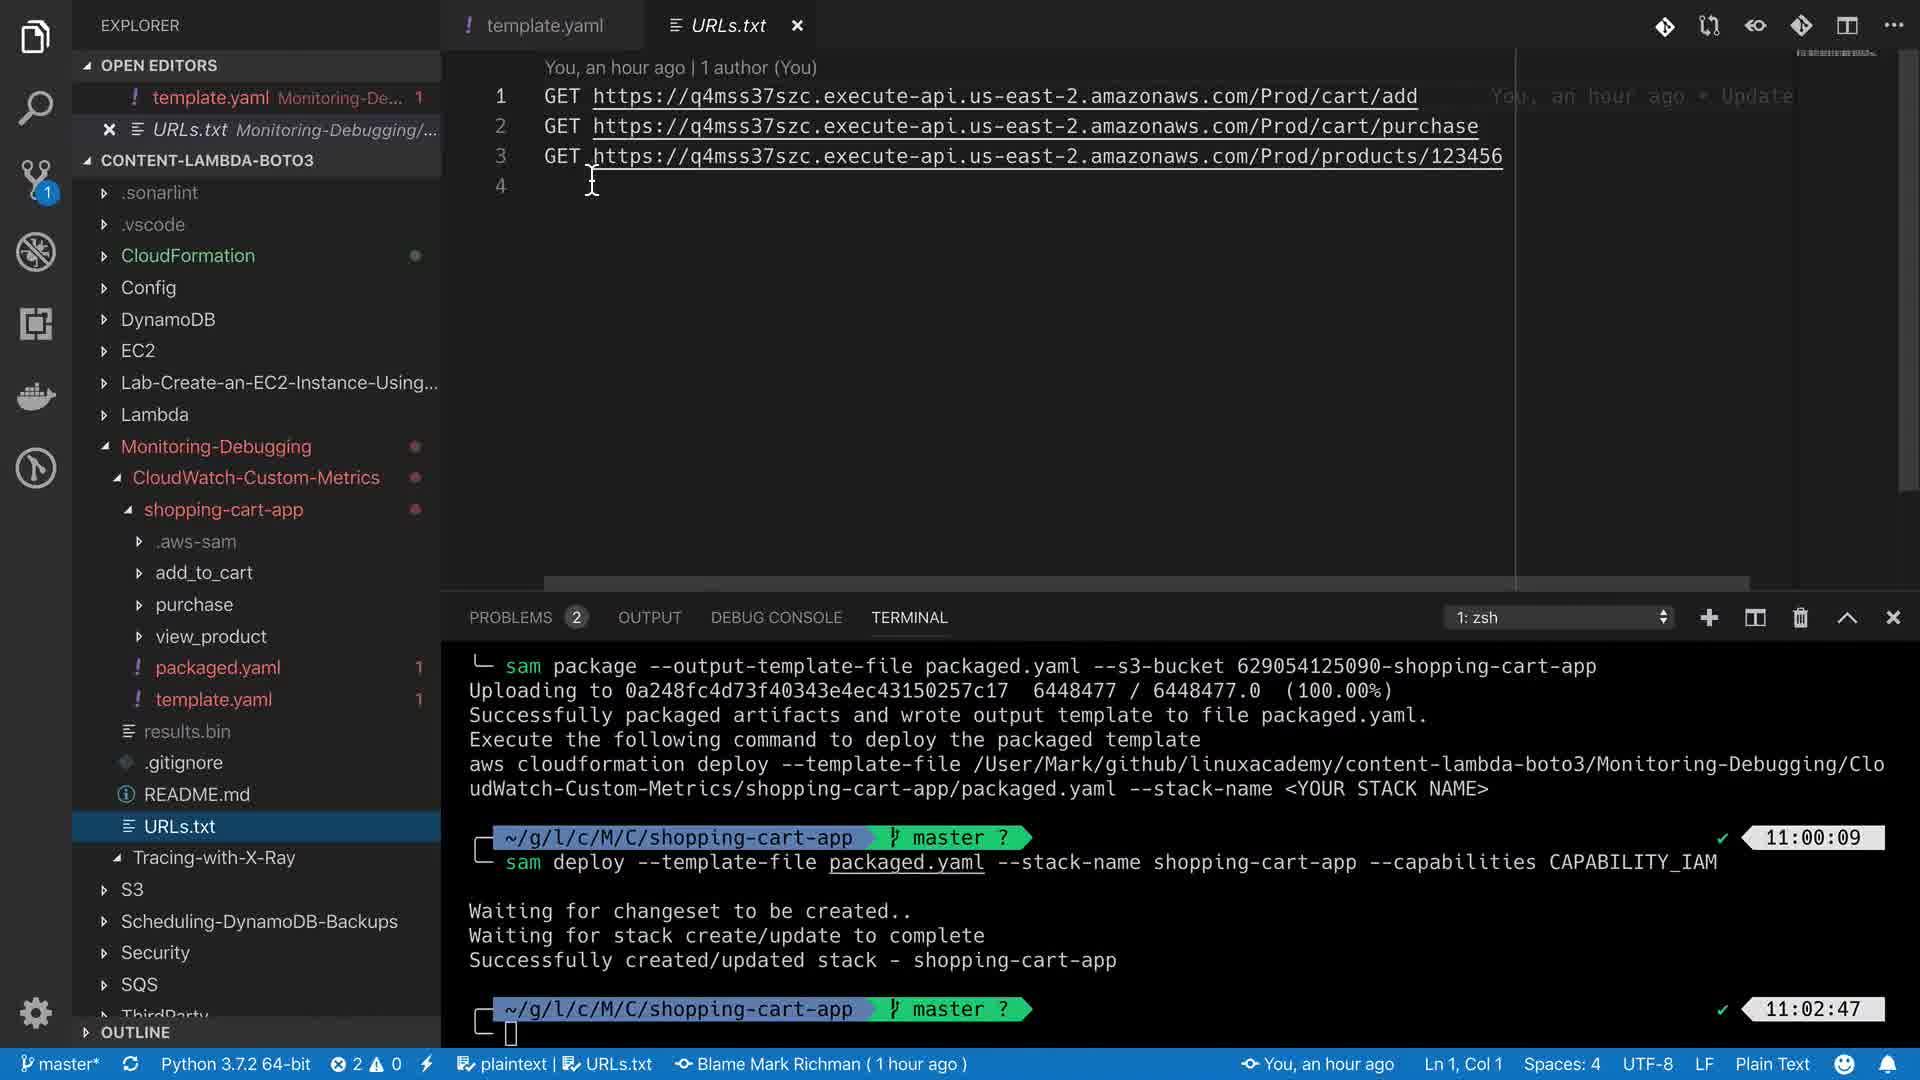 EXPLORER
OPEN EDITORS
! template.yaml Monitoring-De... 1
URLs.txt Monitoring-Debugging/...
CONTENT-LAMBDA-BOTO3
.sonarlint
.vscode
CloudFormation
Config
DynamoDB
EC2
Lab-Create-an-EC2-Instance-Using...
Lambda
Monitoring-Debugging
CloudWatch-Custom-Metrics
shopping-cart-app
.aws-sam
add_to_cart
purchase
view_product
! packaged.yaml 1
! template.yaml 1
results.bin
.gitignore
README.md
URLs.txt
Tracing-with-X-Ray
S3
Scheduling-DynamoDB-Backups
Security
SQS
ThirdParty
OUTLINE
1
! template.yaml
URLs.txt
You, an hour ago | 1 author (You)
1 GET https://q4mss37szc.execute-api.us-east-2.amazonaws.com/Prod/cart/add You, an hour ago • Update
2 GET https://q4mss37szc.execute-api.us-east-2.amazonaws.com/Prod/cart/purchase
3 GET https://q4mss37szc.execute-api.us-east-2.amazonaws.com/Prod/products/123456
4
PROBLEMS 2 OUTPUT DEBUG CONSOLE TERMINAL 1: zsh
sam package --output-template-file packaged.yaml --s3-bucket 629054125090-shopping-cart-app
Uploading to 0a248fc4d73f40343e4ec43150257c17 6448477 / 6448477.0 (100.00%)
Successfully packaged artifacts and wrote output template to file packaged.yaml.
Execute the following command to deploy the packaged template
aws cloudformation deploy --template-file /User/Mark/github/linuxacademy/content-lambda-boto3/Monitoring-Debugging/Clo
udWatch-Custom-Metrics/shopping-cart-app/packaged.yaml --stack-name <YOUR STACK NAME>
~/g/l/c/M/C/shopping-cart-app master ? ✔ 11:00:09
sam deploy --template-file packaged.yaml --stack-name shopping-cart-app --capabilities CAPABILITY_IAM
Waiting for changeset to be created..
Waiting for stack create/update to complete
Successfully created/updated stack - shopping-cart-app
~/g/l/c/M/C/shopping-cart-app master ? ✔ 11:02:47
master* Python 3.7.2 64-bit 2 0 plaintext | URLs.txt Blame Mark Richman ( 1 hour ago ) You, an hour ago Ln 1, Col 1 Spaces: 4 UTF-8 LF Plain Text